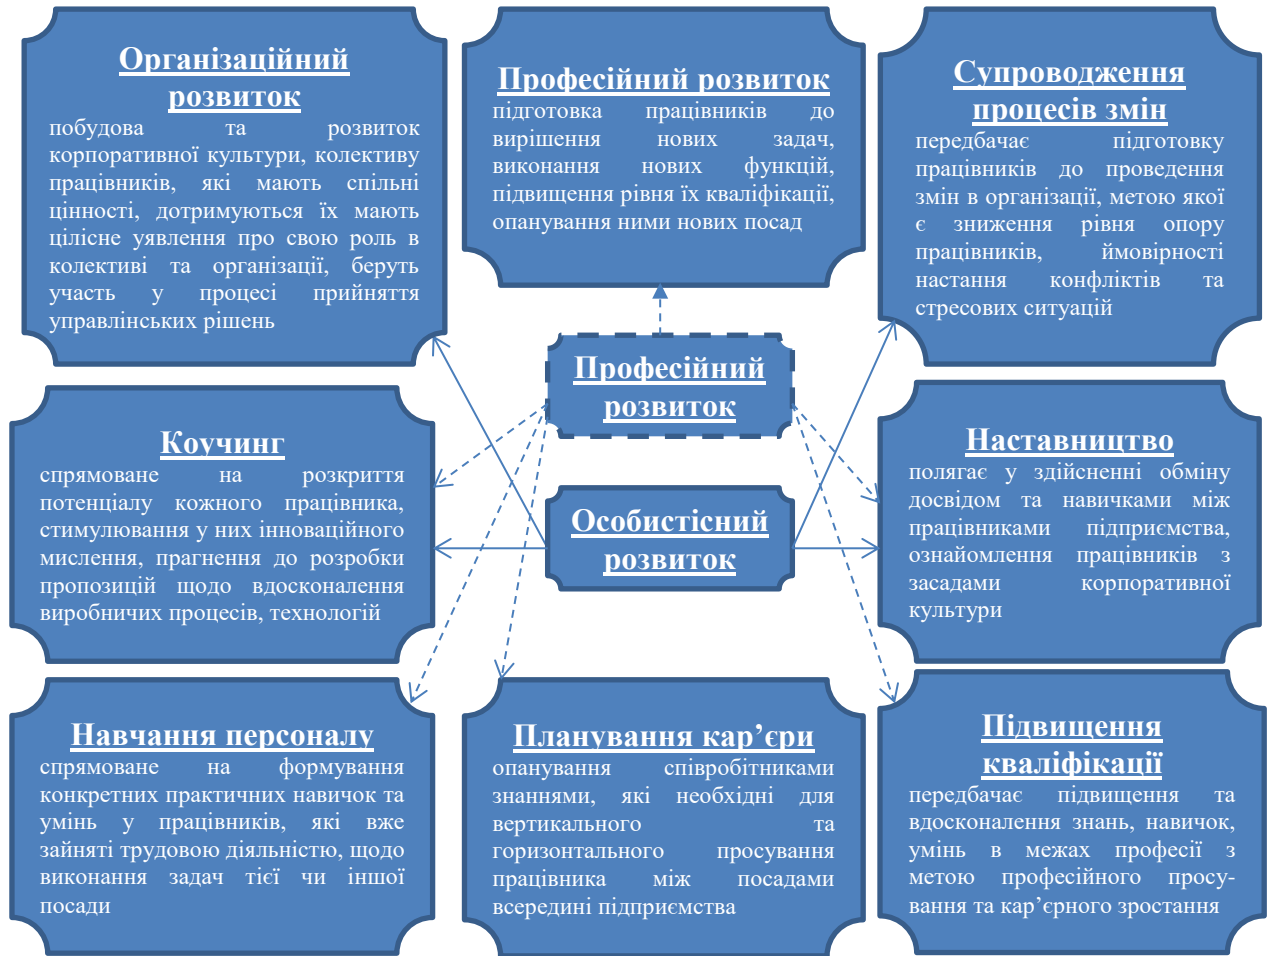 Організаційний
розвиток
побудова та розвиток
корпоративної культури, колективу
працівників, які мають спільні
цінності, дотримуються їх мають
цілісне уявлення про свою роль в
колективі та організації, беруть
участь у процесі прийняття
управлінських рішень
Професійний розвиток
підготовка працівників до
вирішення нових задач,
виконання нових функцій,
підвищення рівня їх кваліфікації,
опанування ними нових посад
Супроводження
процесів змін
передбачає підготовку
працівників до проведення
змін в організації, метою якої
є зниження рівня опору
працівників, ймовірності
настання конфліктів та
стресових ситуацій
Професійний
розвиток
Коучинг
спрямоване на розкриття
потенціалу кожного працівника,
стимулювання у них інноваційного
мислення, прагнення до розробки
пропозицій щодо вдосконалення
виробничих процесів, технологій
Особистісний
розвиток
Наставництво
полягає у здійсненні обміну
досвідом та навичками між
працівниками підприємства,
ознайомлення працівників з
засадами корпоративної
культури
Навчання персоналу
спрямоване на формування
конкретних практичних навичок та
умінь у працівників, які вже
зайняті трудовою діяльністю, щодо
виконання задач тієї чи іншої
посади
Планування кар’єри
опанування співробітниками
знаннями, які необхідні для
вертикального та
горизонтального просування
працівника між посадами
всередині підприємства
Підвищення
кваліфікації
передбачає підвищення та
вдосконалення знань, навичок,
умінь в межах професії з
метою професійного просу-
вання та кар’єрного зростання